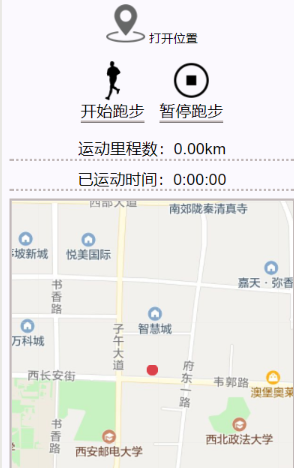 打开位置
开始跑步
暂停跑步
运动里程数：0.00km
已运动时间：0:00:00
西部大道
南郊陇秦清真寺
坡新城
悦美国际
嘉天·弥香
书香路
智慧城
子午大道
万科城
西长安街
府东一路
韦郭路
澳堡奥莱
书香路
西安邮电大学
西北政法大学